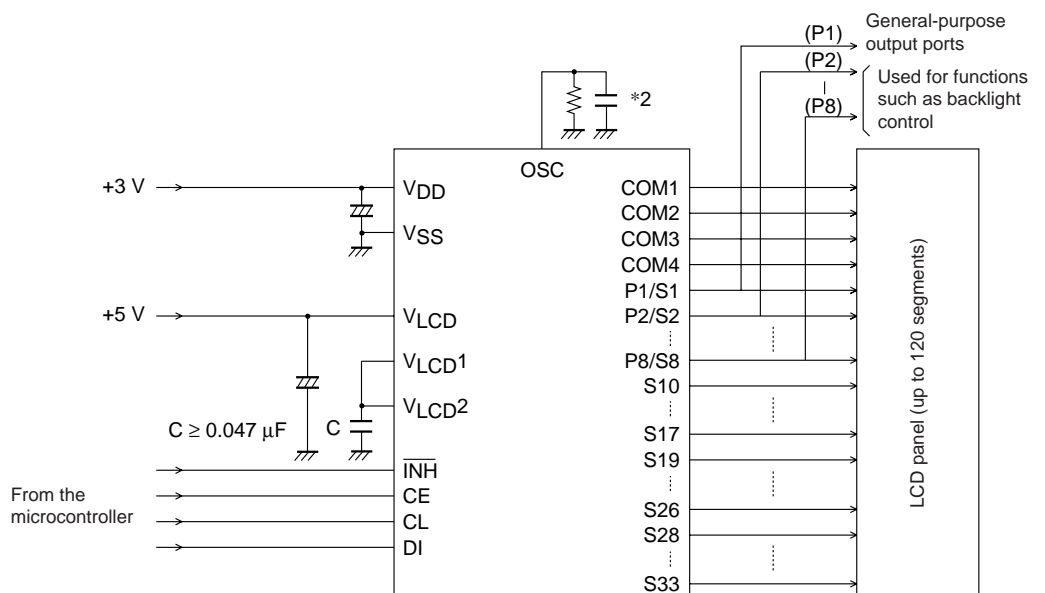 General-purpose
output ports
(P1)
(P2)
(P8)
Used for functions
such as backlight
control
*2
OSC
+3 V
VDD
VSS
+5 V
VLCD
VLCD1
VLCD2
C ≥ 0.047 μF
C
From the
microcontroller
INH
CE
CL
DI
COM1
COM2
COM3
COM4
P1/S1
P2/S2
P8/S8
S10
S17
S19
S26
S28
S33
LCD panel (up to 120 segments)